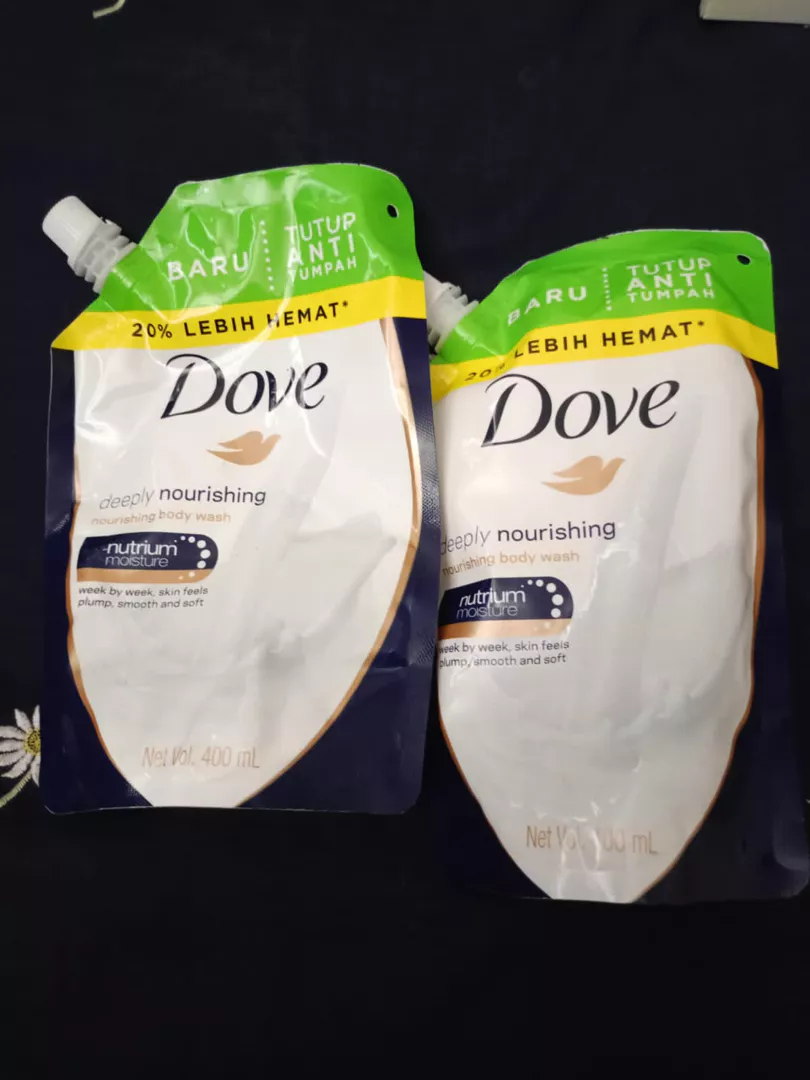 BARU
TUTUP
ANTI
TUMPAH
20% LEBIH HEMAT*
Dove
deeply nourishing
nourishing body wash
nutrium
moisture
week by week, skin feels
plump, smooth and soft
Net Vol. 400 mL
BARU
TUTUP
ANTI
TUMPAH
20% LEBIH HEMAT*
Dove
deeply nourishing
nourishing body wash
nutrium
moisture
week by week, skin feels
plump, smooth and soft
Net Vol. 400 mL